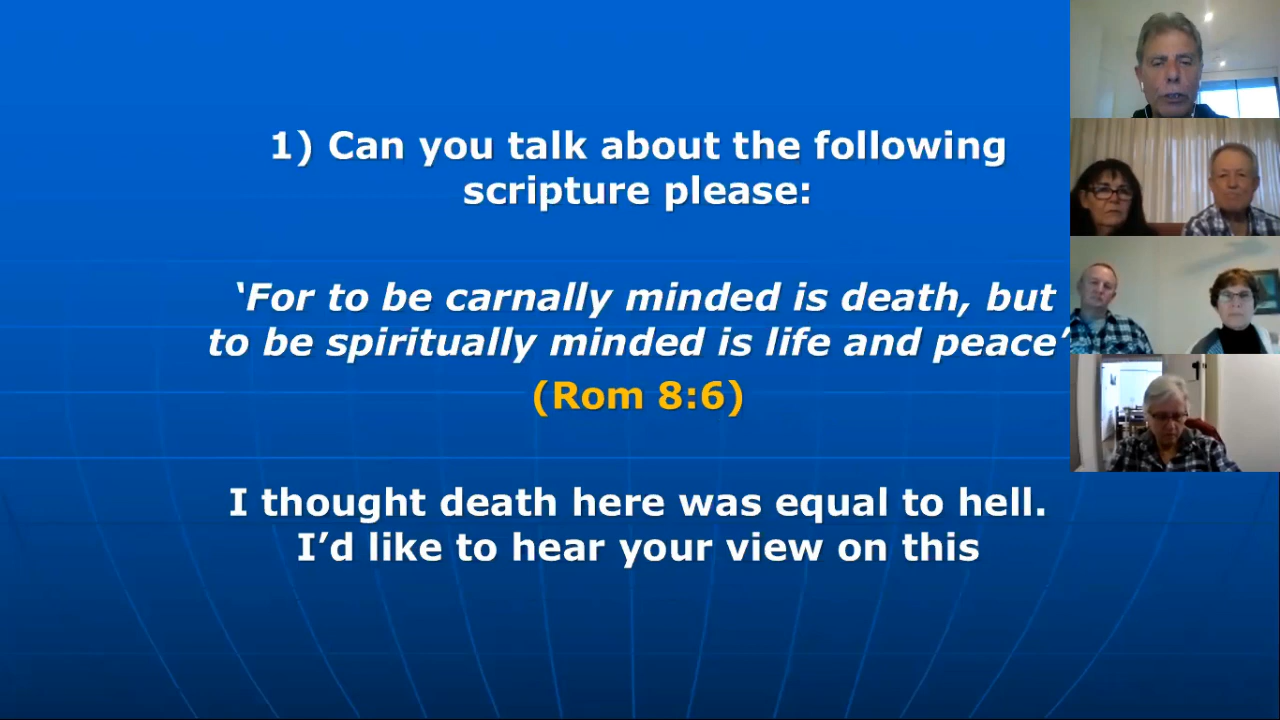 1) Can you talk about the following
scripture please:
‘For to be carnally minded is death, but
to be spiritually minded is life and peace’
(Rom 8:6)
I thought death here was equal to hell.
I’d like to hear your view on this